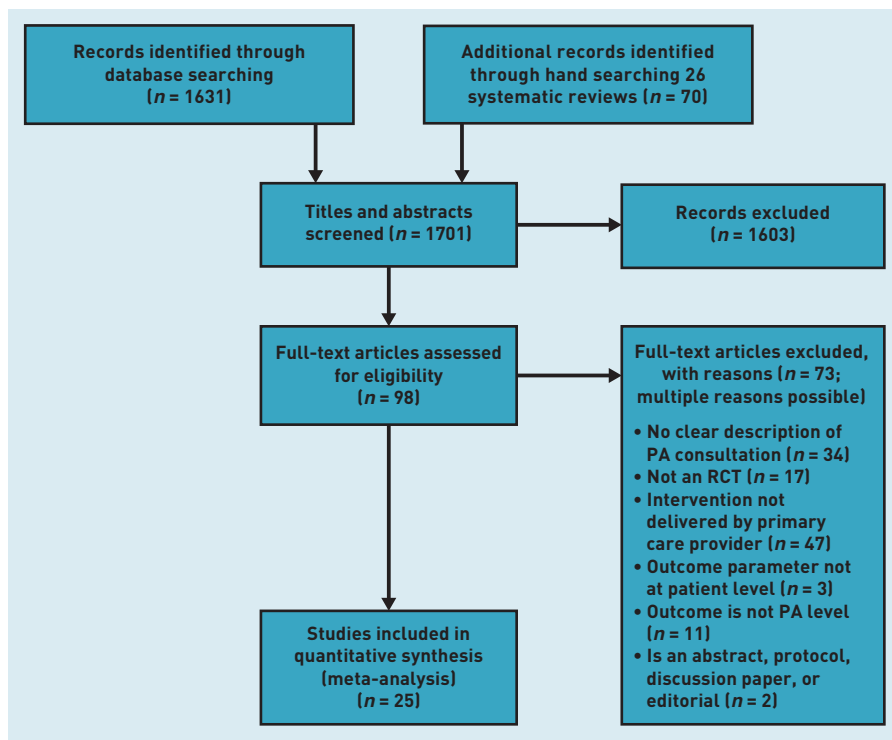 Records identified through
database searching
(n = 1631)
Additional records identified
through hand searching 26
systematic reviews (n = 70)
Titles and abstracts
screened (n = 1701)
Records excluded
(n = 1603)
Full-text articles assessed
for eligibility
(n = 98)
Full-text articles excluded,
with reasons (n = 73;
multiple reasons possible)
• No clear description of
PA consultation (n = 34)
• Not an RCT (n = 17)
• Intervention not
delivered by primary
care provider (n = 47)
• Outcome parameter not
at patient level (n = 3)
• Outcome is not PA level
(n = 11)
• Is an abstract, protocol,
discussion paper, or
editorial (n = 2)
Studies included in
quantitative synthesis
(meta-analysis)
(n = 25)